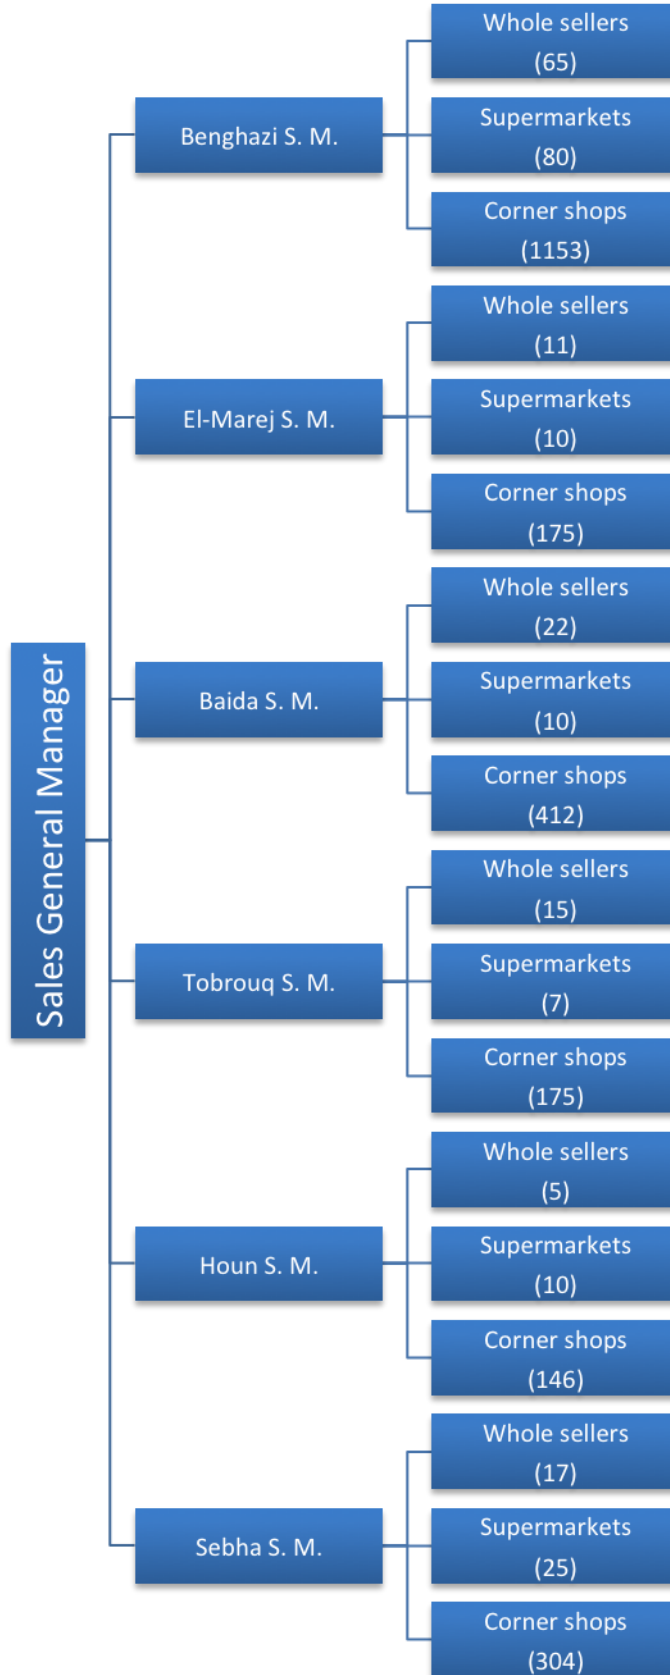 Sales General Manager
Benghazi S. M.
Whole sellers
(65)
Supermarkets
(80)
Corner shops
(1153)
El-Marej S. M.
Whole sellers
(11)
Supermarkets
(10)
Corner shops
(175)
Baida S. M.
Whole sellers
(22)
Supermarkets
(10)
Corner shops
(412)
Tobrouq S. M.
Whole sellers
(15)
Supermarkets
(7)
Corner shops
(175)
Houn S. M.
Whole sellers
(5)
Supermarkets
(10)
Corner shops
(146)
Sebha S. M.
Whole sellers
(17)
Supermarkets
(25)
Corner shops
(304)